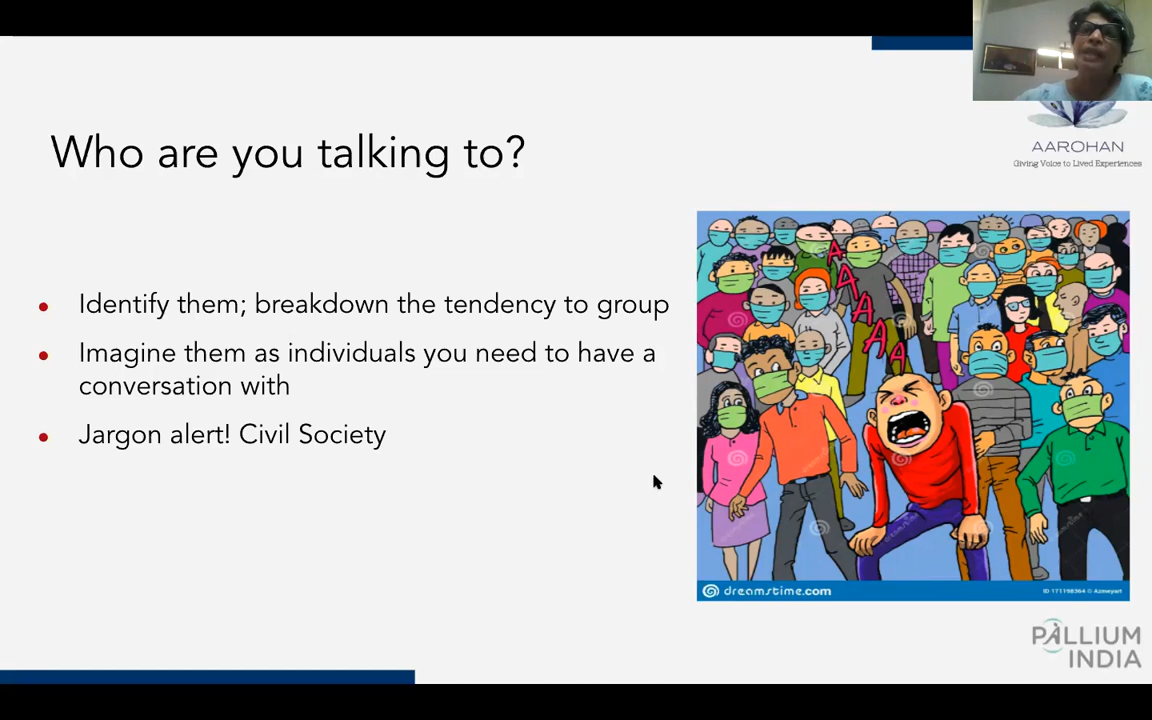 Who are you talking to?
AAROHAN
Giving Voice to Lived Experiences
• Identify them; breakdown the tendency to group
• Imagine them as individuals you need to have a
conversation with
• Jargon alert! Civil Society
A
A
A
A
A
dreamstime.com
ID 171198364 © Azmeyart
PALLIUM
INDIA